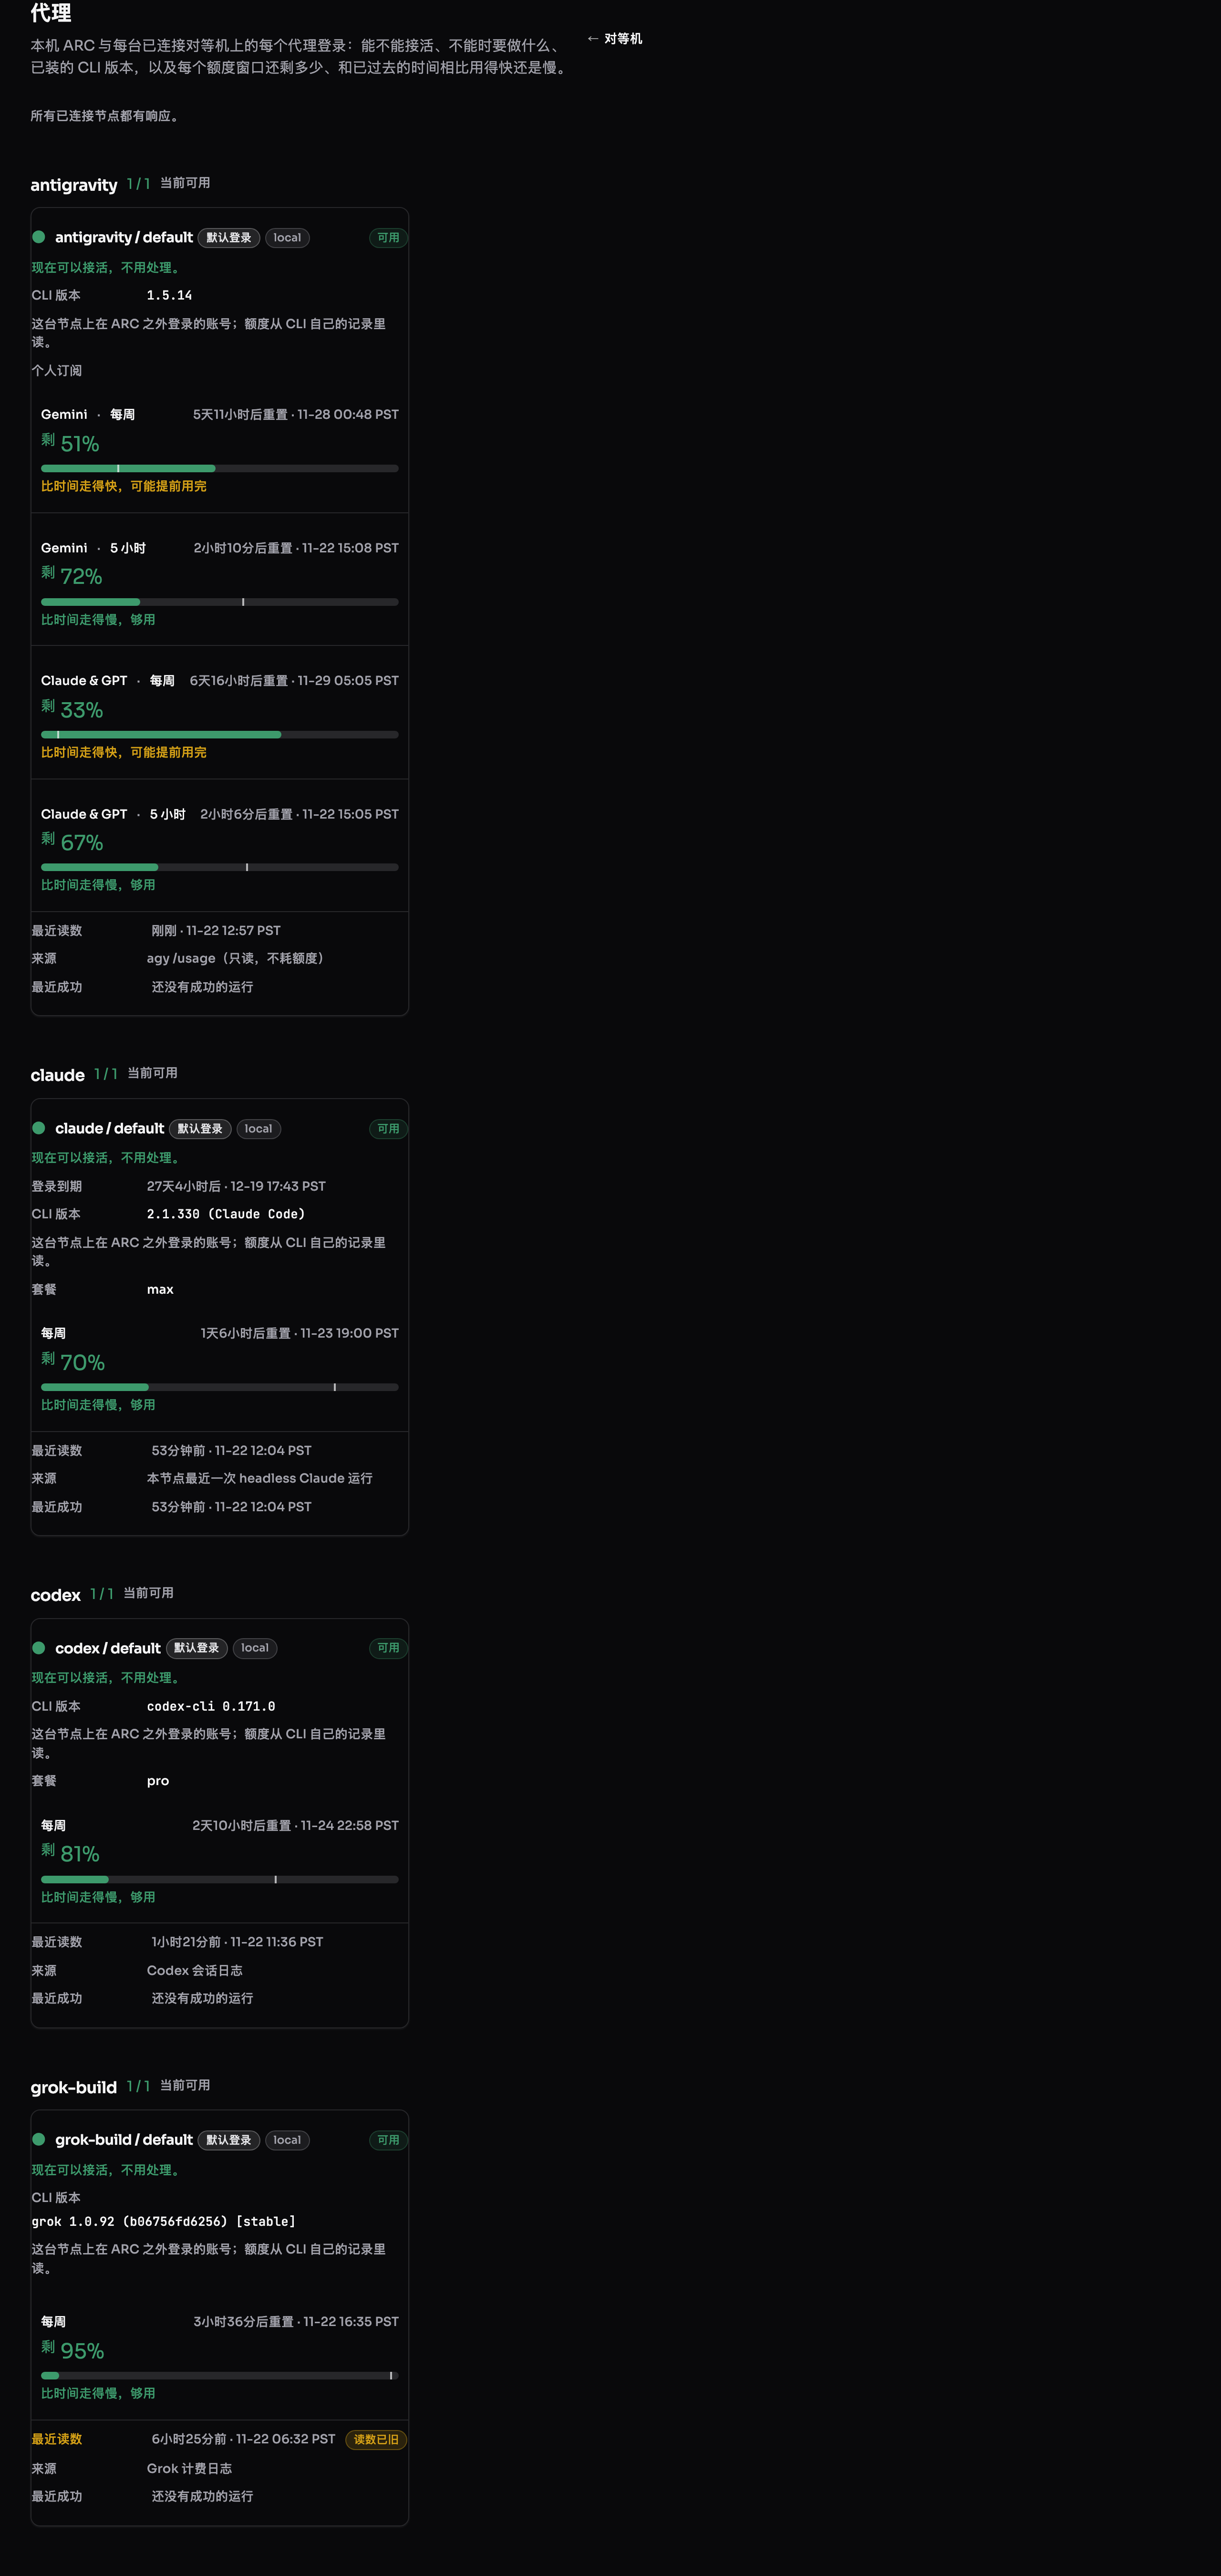 代理
本机 ARC 与每台已连接对等机上的每个代理登录：能不能接活、不能时要做什么、
已装的 CLI 版本，以及每个额度窗口还剩多少、和已过去的时间相比用得快还是慢。
← 对等机
所有已连接节点都有响应。
antigravity 1 / 1 当前可用
antigravity / default 默认登录 local 可用
现在可以接活，不用处理。
CLI 版本 1.5.14
这台节点上在 ARC 之外登录的账号；额度从 CLI 自己的记录里
读。
个人订阅
Gemini · 每周 5天11小时后重置 · 11-28 00:48 PST
剩 51%
比时间走得快，可能提前用完
Gemini · 5 小时 2小时10分后重置 · 11-22 15:08 PST
剩 72%
比时间走得慢，够用
Claude & GPT · 每周 6天16小时后重置 · 11-29 05:05 PST
剩 33%
比时间走得快，可能提前用完
Claude & GPT · 5 小时 2小时6分后重置 · 11-22 15:05 PST
剩 67%
比时间走得慢，够用
最近读数 刚刚 · 11-22 12:57 PST
来源 agy /usage（只读，不耗额度）
最近成功 还没有成功的运行
claude 1 / 1 当前可用
claude / default 默认登录 local 可用
现在可以接活，不用处理。
登录到期 27天4小时后 · 12-19 17:43 PST
CLI 版本 2.1.330 (Claude Code)
这台节点上在 ARC 之外登录的账号；额度从 CLI 自己的记录里
读。
套餐 max
每周 1天6小时后重置 · 11-23 19:00 PST
剩 70%
比时间走得慢，够用
最近读数 53分钟前 · 11-22 12:04 PST
来源 本节点最近一次 headless Claude 运行
最近成功 53分钟前 · 11-22 12:04 PST
codex 1 / 1 当前可用
codex / default 默认登录 local 可用
现在可以接活，不用处理。
CLI 版本 codex-cli 0.171.0
这台节点上在 ARC 之外登录的账号；额度从 CLI 自己的记录里
读。
套餐 pro
每周 2天10小时后重置 · 11-24 22:58 PST
剩 81%
比时间走得慢，够用
最近读数 1小时21分前 · 11-22 11:36 PST
来源 Codex 会话日志
最近成功 还没有成功的运行
grok-build 1 / 1 当前可用
grok-build / default 默认登录 local 可用
现在可以接活，不用处理。
CLI 版本
grok 1.0.92 (b06756fd6256) [stable]
这台节点上在 ARC 之外登录的账号；额度从 CLI 自己的记录里
读。
每周 3小时36分后重置 · 11-22 16:35 PST
剩 95%
比时间走得慢，够用
最近读数 6小时25分前 · 11-22 06:32 PST 读数已旧
来源 Grok 计费日志
最近成功 还没有成功的运行